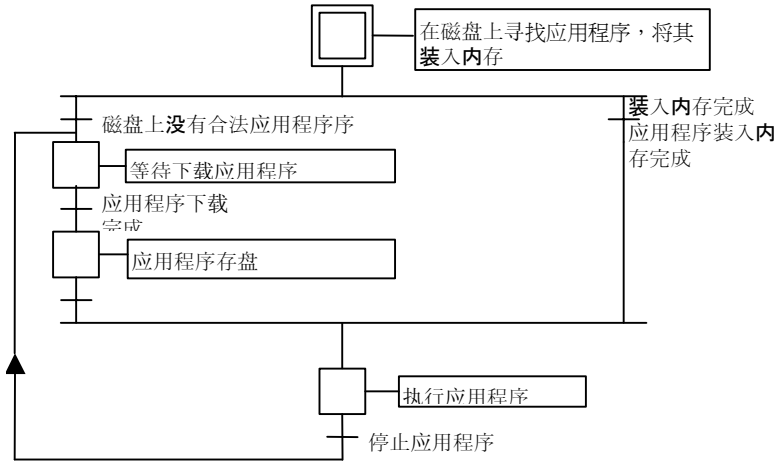 在磁盘上寻找应用程序，将其
装入内存
磁盘上没有合法应用程序序
装入内存完成
应用程序装入内
存完成
等待下载应用程序
应用程序下载
完成
应用程序存盘
执行应用程序
停止应用程序